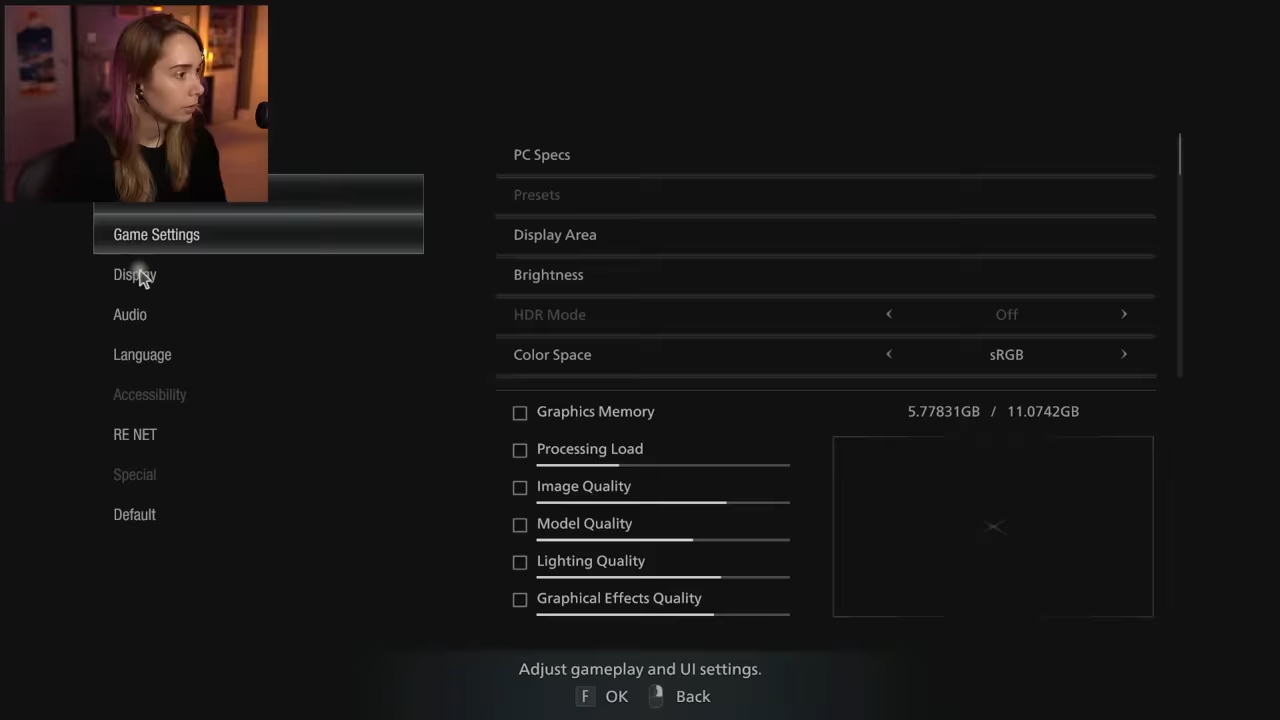 PC Specs
Presets
Game Settings
Display Area
Display
Brightness
Audio
HDR Mode Off
Language
Color Space sRGB
Accessibility
Graphics Memory 5.77831GB / 11.0742GB
RE NET
Processing Load
Special
Image Quality
Default
Model Quality
Lighting Quality
Graphical Effects Quality
Adjust gameplay and UI settings.
F OK Back